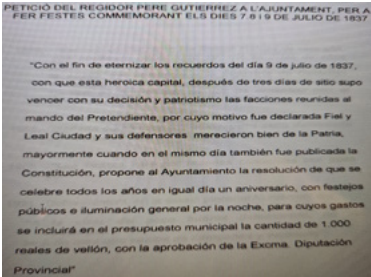 PETICIÓ DEL REGIDOR PERE GUTIERREZ A L'AJUNTAMENT, PER A
FER FESTES COMMEMORANT ELS DIES 7 8 I 9 DE JULIO DE 1837
"Con el fin de eternizar los recuerdos del día 9 de julio de 1837,
con que esta heroica capital, después de tres días de sitio supo
vencer con su decisión y patriotismo las facciones reunidas al
mando del Pretendiente, por cuyo motivo fue declarada Fiel y
Leal Ciudad y sus defensores merecieron bien de la Patria,
mayormente cuando en el mismo día también fue publicada la
Constitución, propone al Ayuntamiento la resolución de que se
celebre todos los años en igual día un aniversario, con festejos
públicos e iluminación general por la noche, para cuyos gastos
se incluirá en el presupuesto municipal la cantidad de 1.000
reales de vellón, con la aprobación de la Excma. Diputación
Provincial"